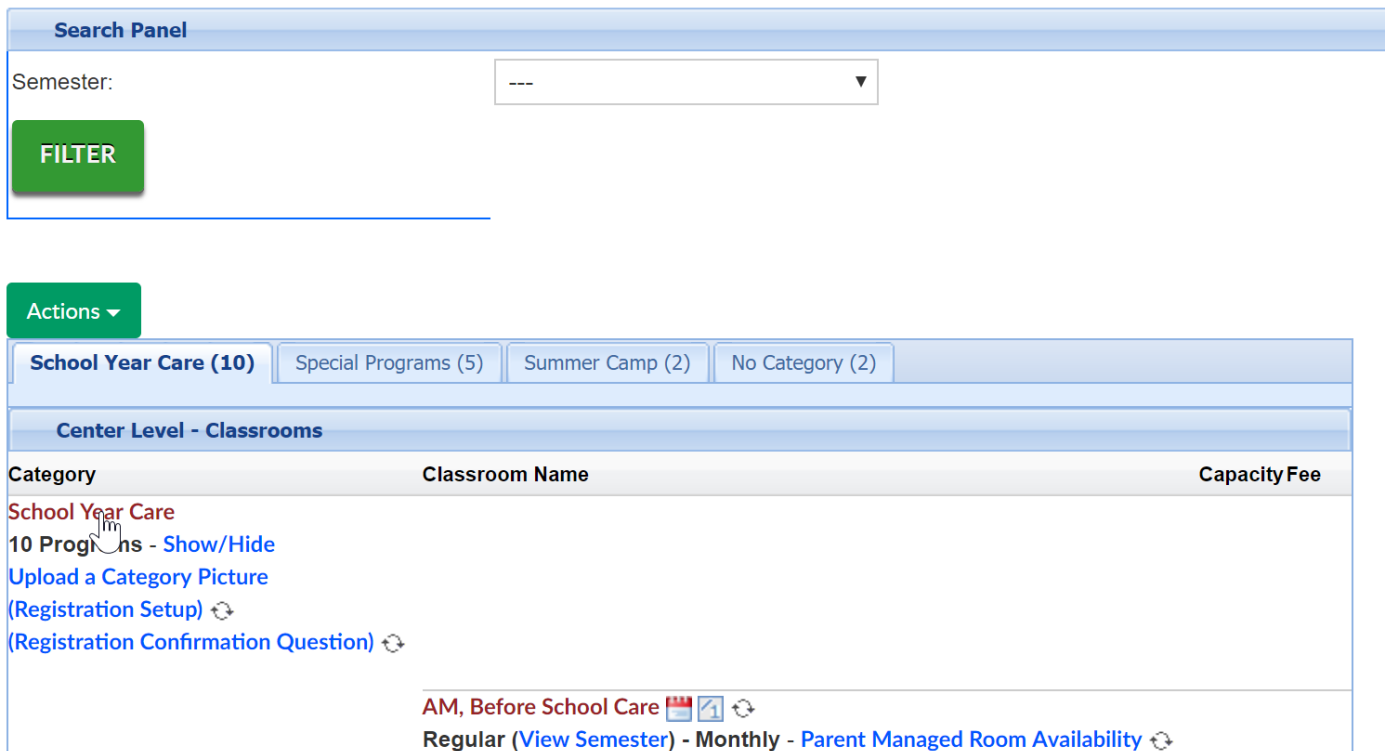 Search Panel
Semester: ---
FILTER
Actions
School Year Care (10) Special Programs (5) Summer Camp (2) No Category (2)
Center Level - Classrooms
Category Classroom Name Capacity Fee
School Year Care
10 Programs - Show/Hide
Upload a Category Picture
(Registration Setup)
(Registration Confirmation Question)
AM, Before School Care
Regular (View Semester) - Monthly - Parent Managed Room Availability